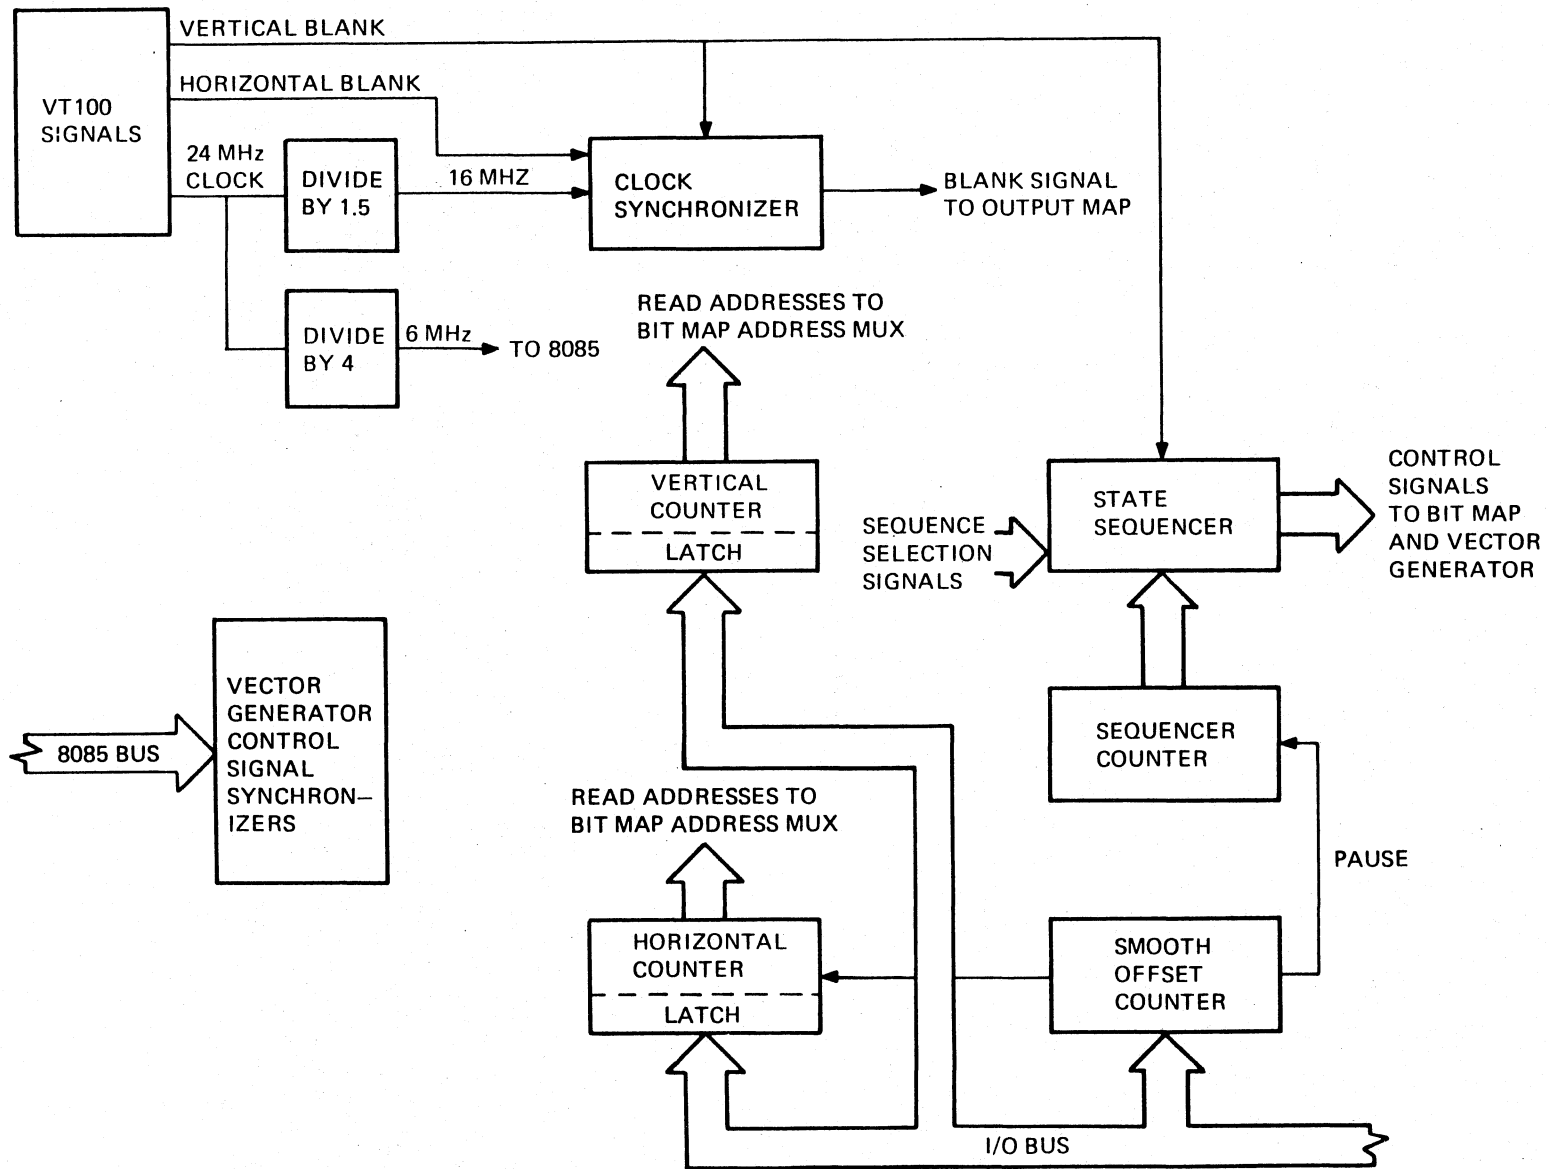 VERTICAL BLANK
HORIZONTAL BLANK
VT100
SIGNALS
24 MHz
CLOCK
DIVIDE
BY 1.5
16 MHZ
CLOCK
SYNCHRONIZER
BLANK SIGNAL
TO OUTPUT MAP
DIVIDE
BY 4
6 MHz
TO 8085
READ ADDRESSES TO
BIT MAP ADDRESS MUX
VERTICAL
COUNTER
LATCH
SEQUENCE
SELECTION
SIGNALS
STATE
SEQUENCER
CONTROL
SIGNALS
TO BIT MAP
AND VECTOR
GENERATOR
8085 BUS
VECTOR
GENERATOR
CONTROL
SIGNAL
SYNCHRON—
IZERS
SEQUENCER
COUNTER
READ ADDRESSES TO
BIT MAP ADDRESS MUX
PAUSE
HORIZONTAL
COUNTER
LATCH
SMOOTH
OFFSET
COUNTER
I/O BUS